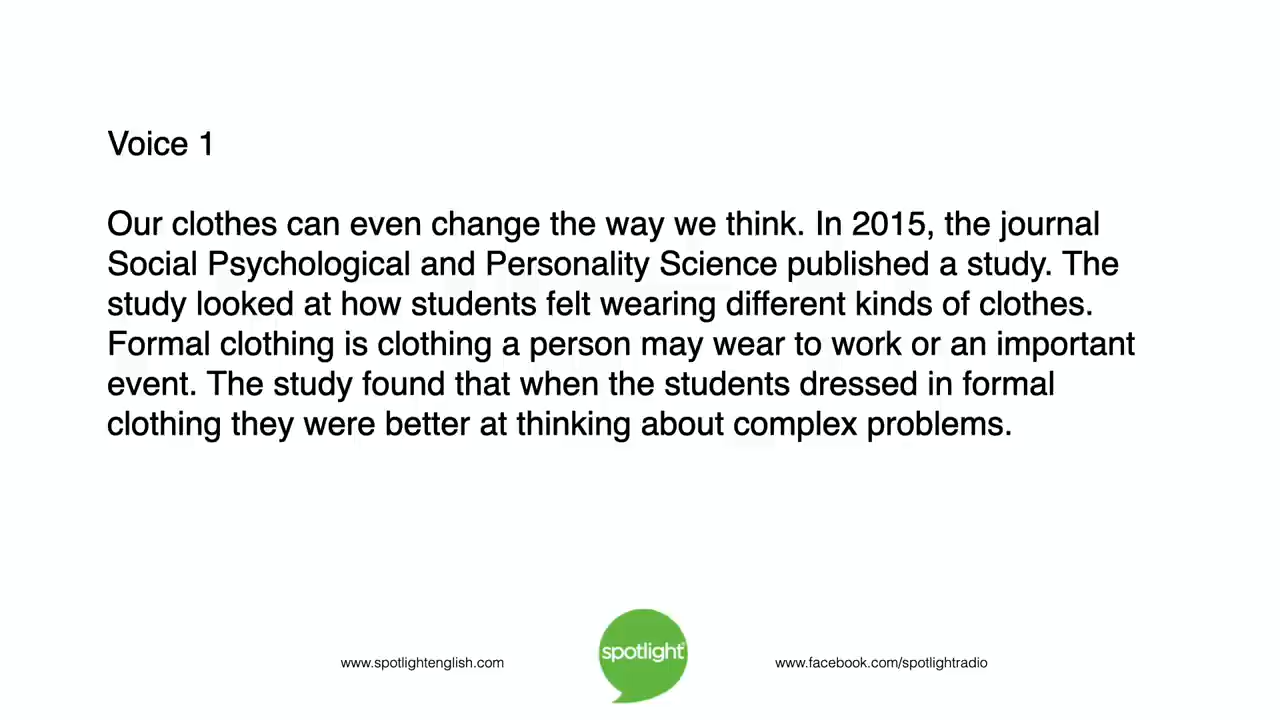 Voice 1
Our clothes can even change the way we think. In 2015, the journal
Social Psychological and Personality Science published a study. The
study looked at how students felt wearing different kinds of clothes.
Formal clothing is clothing a person may wear to work or an important
event. The study found that when the students dressed in formal
clothing they were better at thinking about complex problems.
www.spotlightenglish.com
spotlight
www.facebook.com/spotlightradio